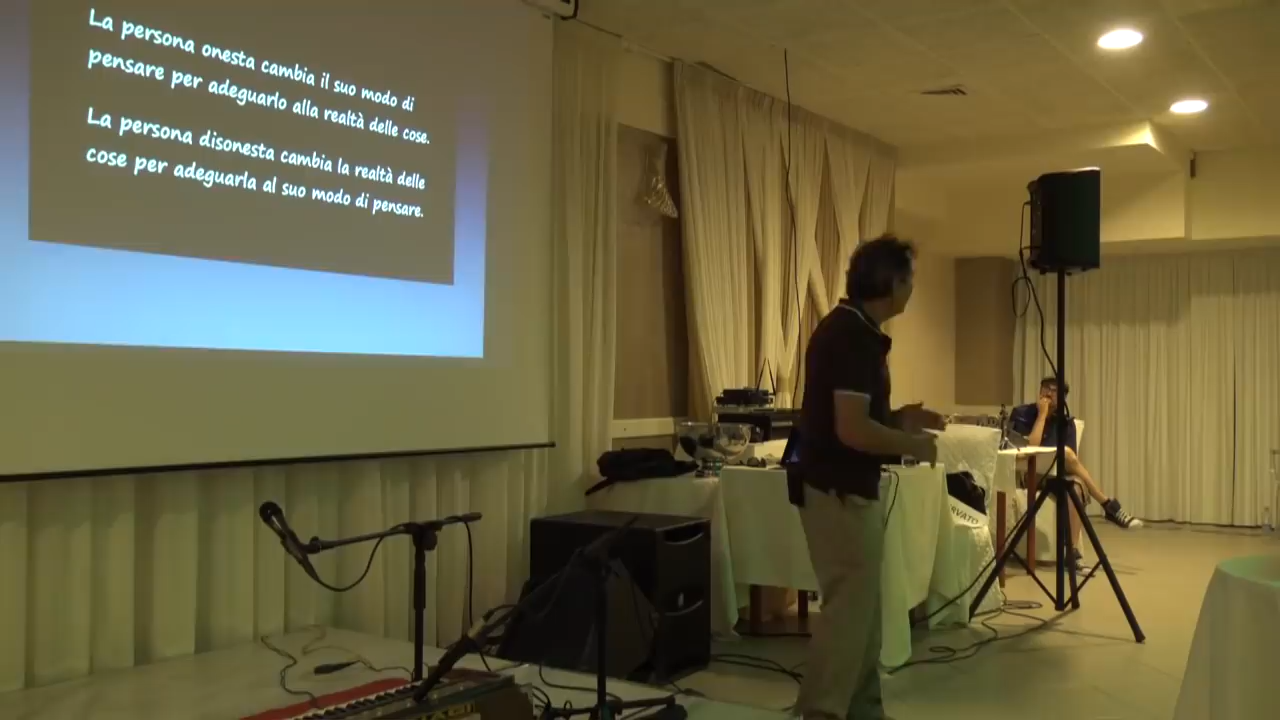 La persona onesta cambia il suo modo di
pensare per adeguarlo alla realtà delle cose.
La persona disonesta cambia la realtà delle
cose per adeguarla al suo modo di pensare.
RVATO